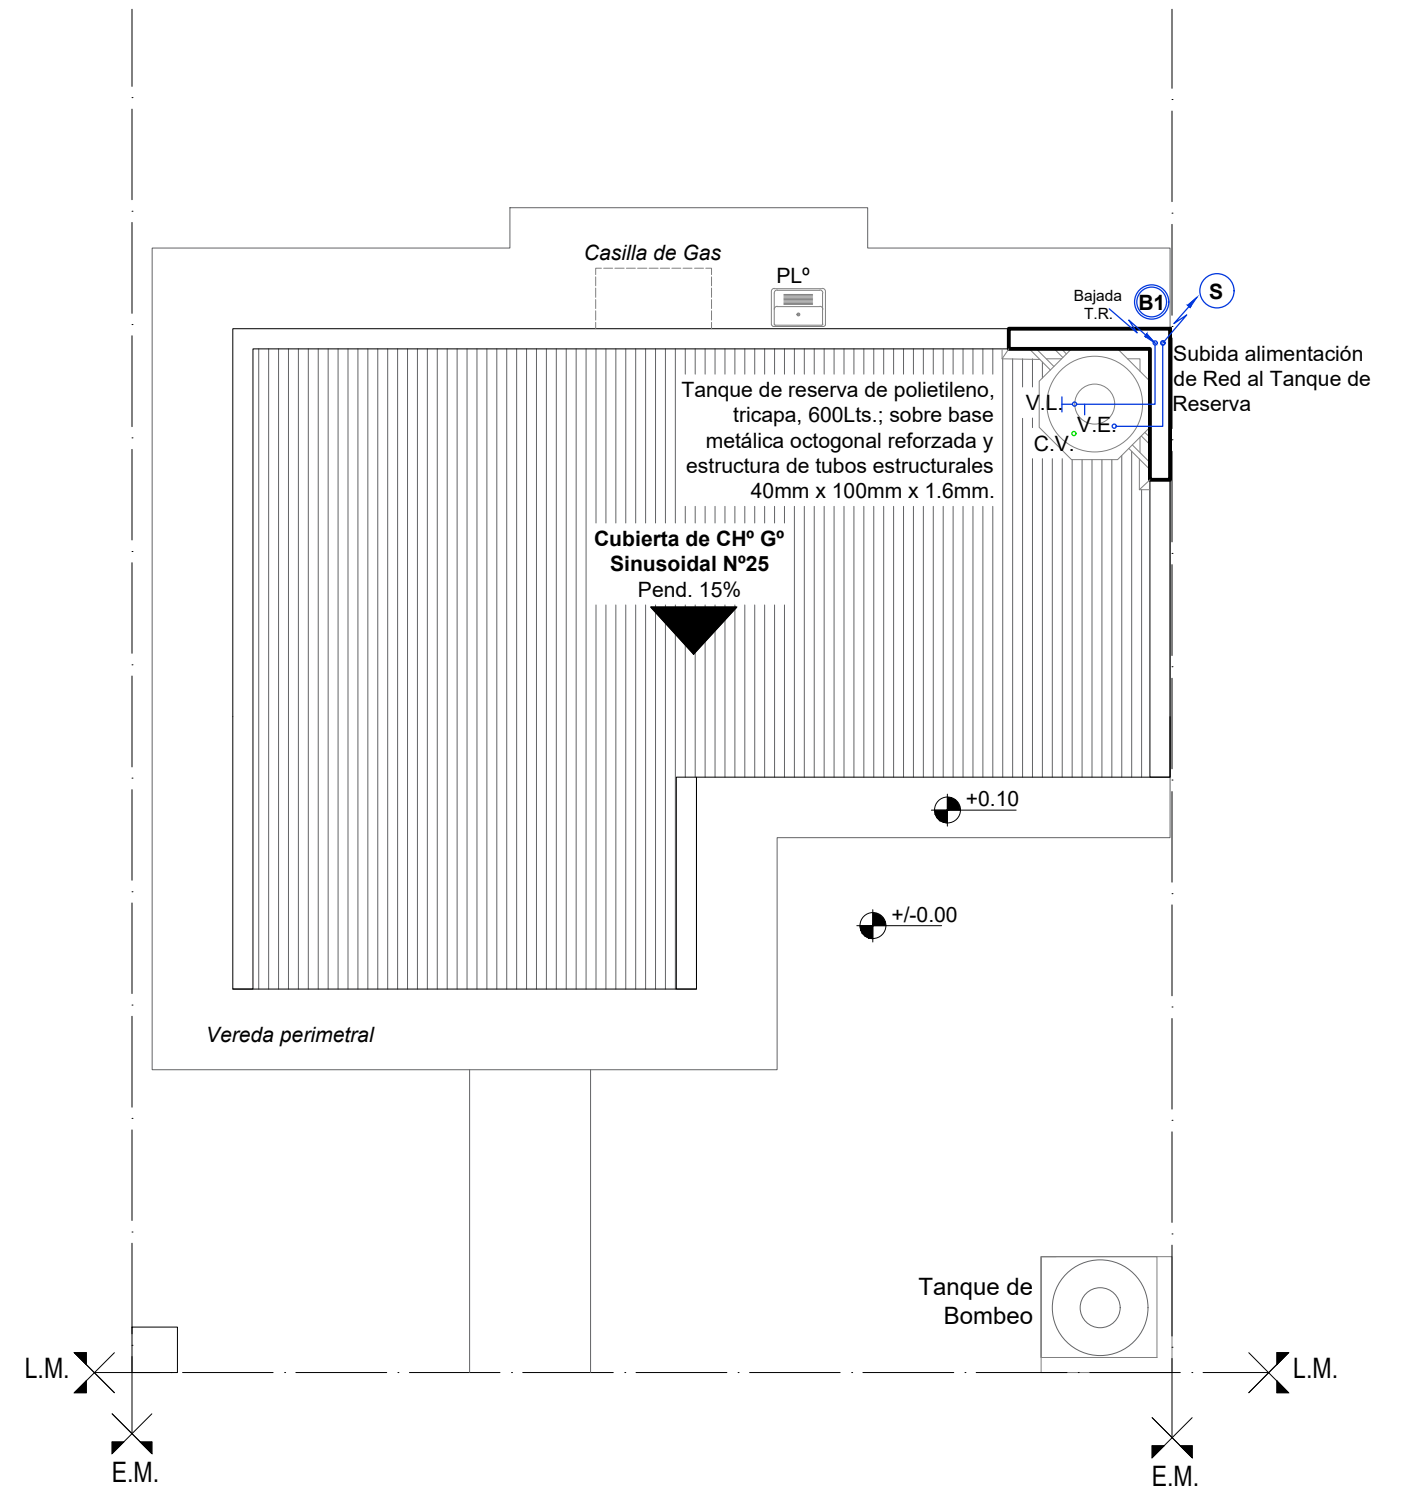 Casilla de Gas
PLº
Bajada
T.R.
B1
S
Subida alimentación
de Red al Tanque de
Reserva
Tanque de reserva de polietileno,
tricapa, 600Lts.; sobre base
metálica octogonal reforzada y
estructura de tubos estructurales
40mm x 100mm x 1.6mm.
V.L.
V.E.
C.V.
Cubierta de CHº Gº
Sinusoidal Nº25
Pend. 15%
+0.10
+/-0.00
Vereda perimetral
Tanque de
Bombeo
L.M.
L.M.
E.M.
E.M.